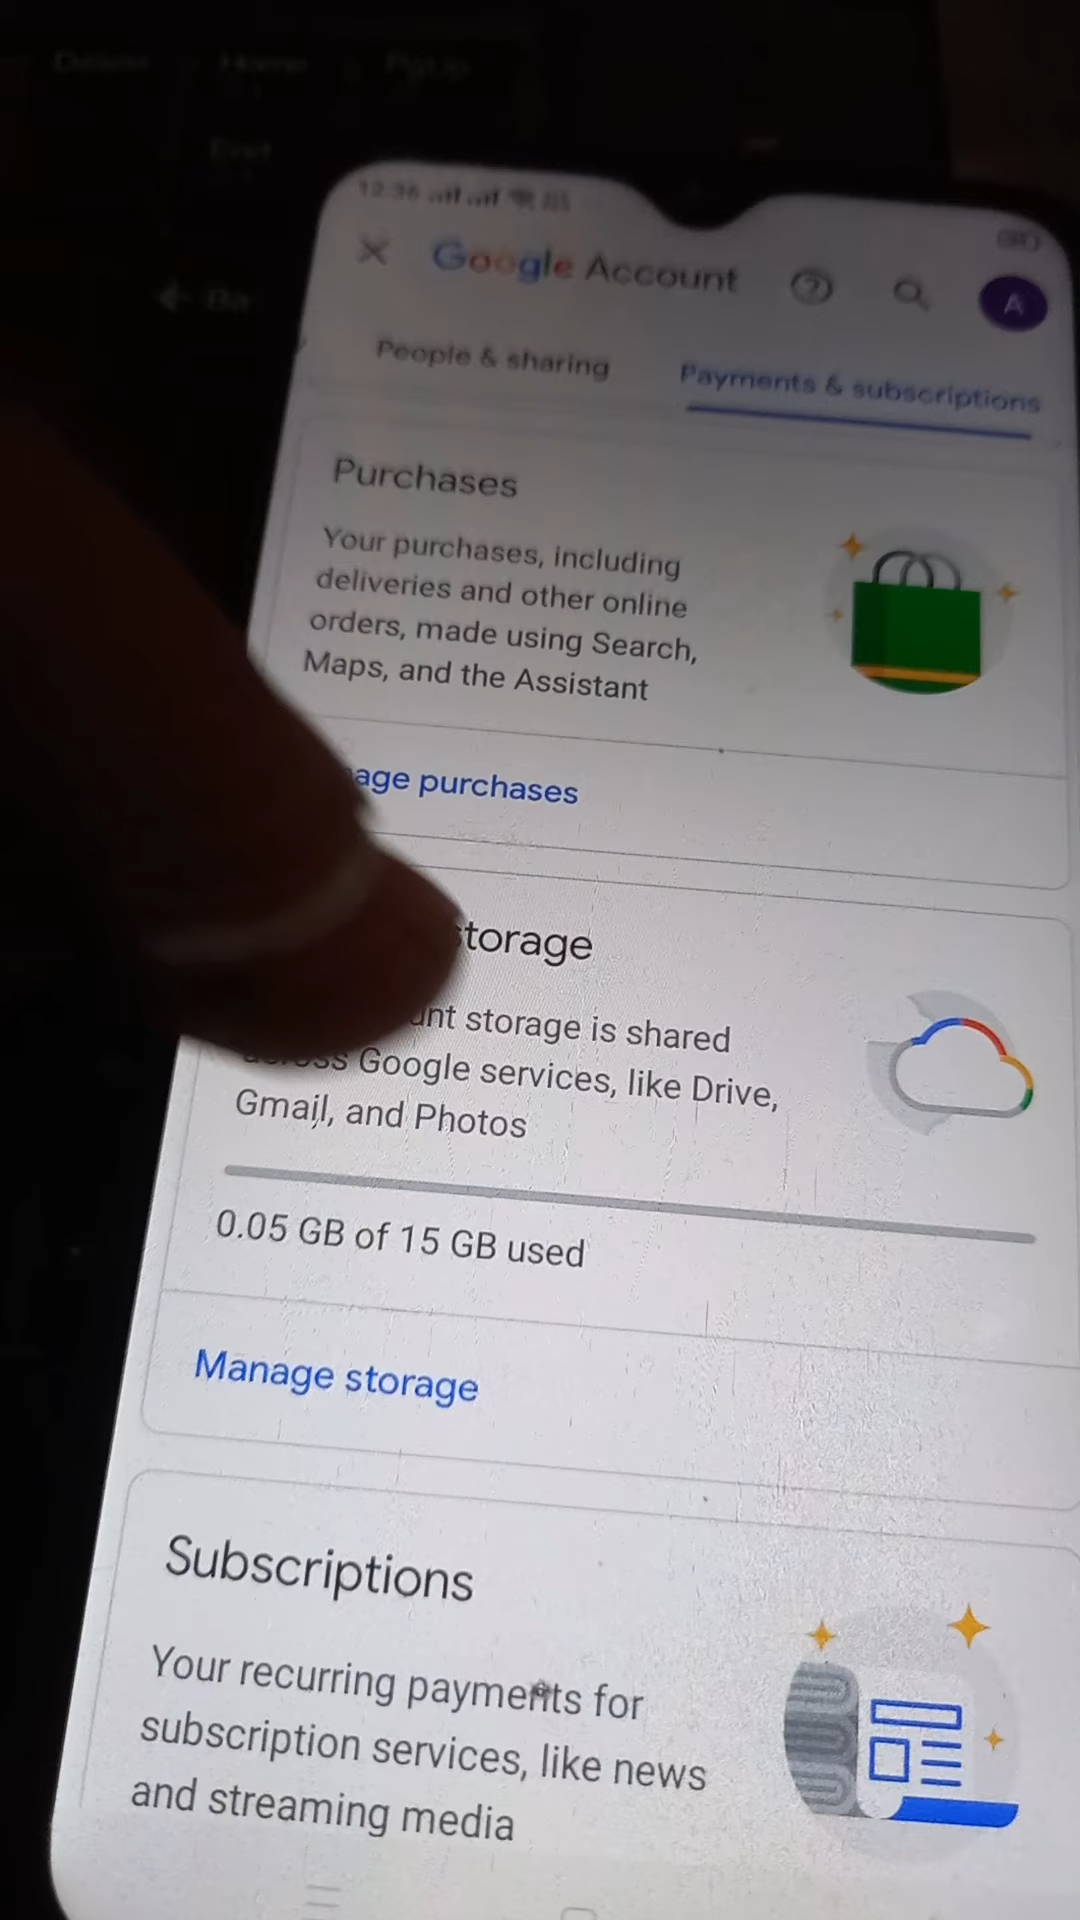 Home
PgUp
End
12:36
Google Account
A
People & sharing
Payments & subscriptions
Purchases
Your purchases, including
deliveries and other online
orders, made using Search,
Maps, and the Assistant
age purchases
torage
unt storage is shared
across Google services, like Drive,
Gmail, and Photos
0.05 GB of 15 GB used
Manage storage
Subscriptions
Your recurring payments for
subscription services, like news
and streaming media